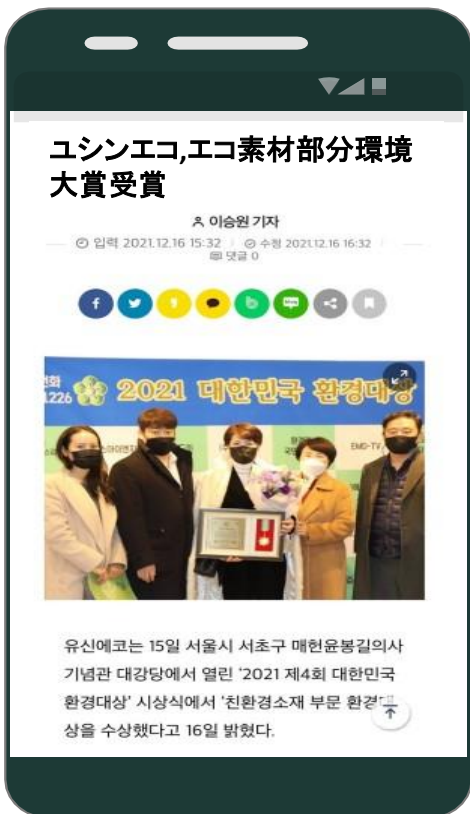 ユシンエコ,エコ素材部分環境
大賞受賞
이승원 기자
입력 2021.12.16 15:32 수정 2021.12.16 16:32
댓글 0
f
b
1226
2021 대한민국 환경대상
EMG-TV
유신에코는 15일 서울시 서초구 매헌윤봉길의사
기념관 대강당에서 열린 '2021 제4회 대한민국
환경대상' 시상식에서 '친환경소재 부문 환경대
상을 수상했다고 16일 밝혔다.